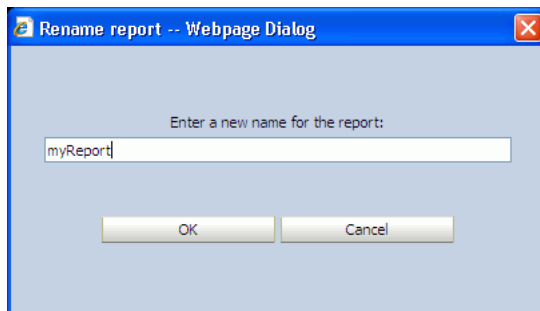 Rename report -- Webpage Dialog
Enter a new name for the report:
myReport
OK Cancel